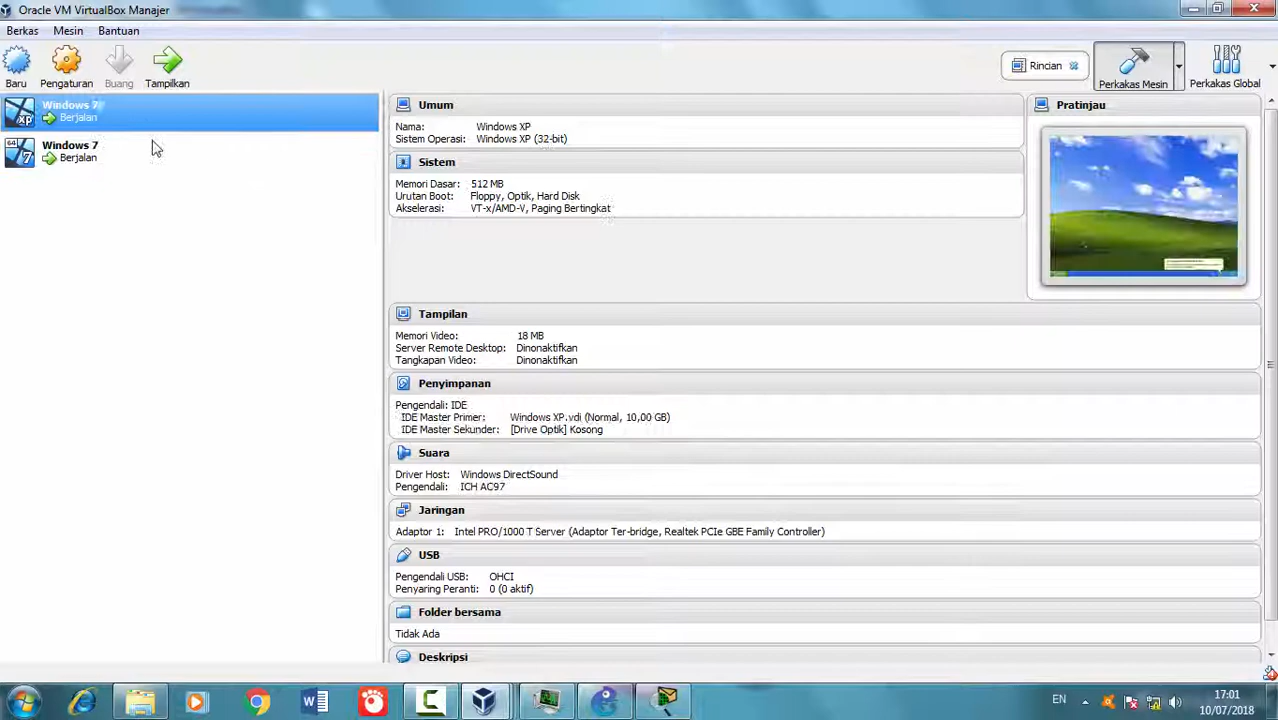 Oracle VM VirtualBox Manajer
Berkas Mesin Bantuan
Baru Pengaturan Buang Tampilkan
Rincian
Perkakas Mesin Perkakas Global
xp
Windows 7
Berjalan
64
7
Windows 7
Berjalan
Umum
Nama: Windows XP
Sistem Operasi: Windows XP (32-bit)
Sistem
Memori Dasar: 512 MB
Urutan Boot: Floppy, Optik, Hard Disk
Akselerasi: VT-x/AMD-V, Paging Bertingkat
Pratinjau
Tampilan
Memori Video: 18 MB
Server Remote Desktop: Dinonaktifkan
Tangkapan Video: Dinonaktifkan
Penyimpanan
Pengendali: IDE
IDE Master Primer: Windows XP.vdi (Normal, 10,00 GB)
IDE Master Sekunder: [Drive Optik] Kosong
Suara
Driver Host: Windows DirectSound
Pengendali: ICH AC97
Jaringan
Adaptor 1: Intel PRO/1000 T Server (Adaptor Ter-bridge, Realtek PCIe GBE Family Controller)
USB
Pengendali USB: OHCI
Penyaring Peranti: 0 (0 aktif)
Folder bersama
Tidak Ada
Deskripsi
EN
17:01
10/07/2018